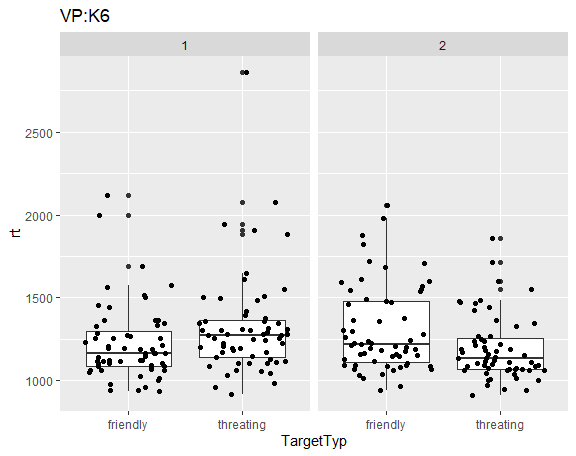 VP:K6
1 2
rt
2500
2000
1500
1000
friendly threating friendly threating
TargetTyp